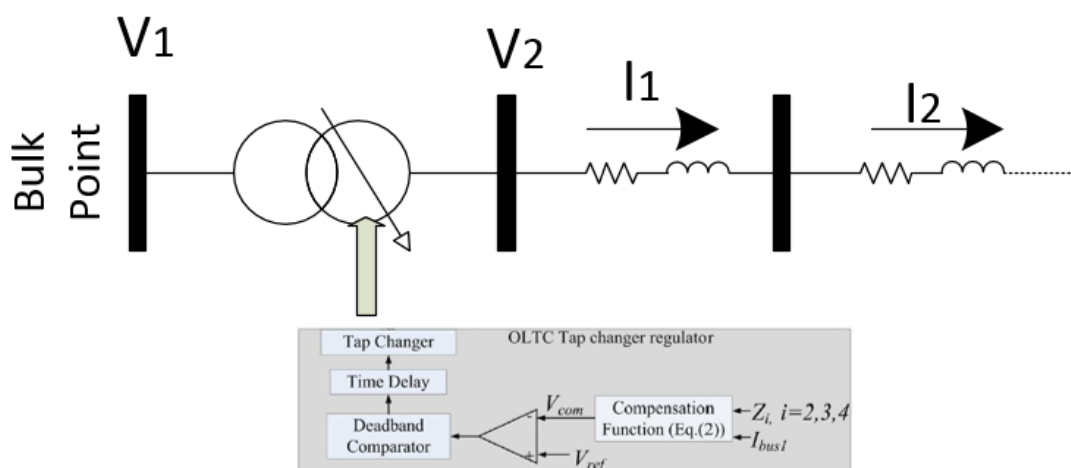 V1
V2
I1
I2
Bulk
Point
OLTC Tap changer regulator
Tap Changer
Time Delay
Deadband
Comparator
Vcom
-
+
Vref
Compensation
Function (Eq.(2))
Zi, i=2,3,4
Ibus1